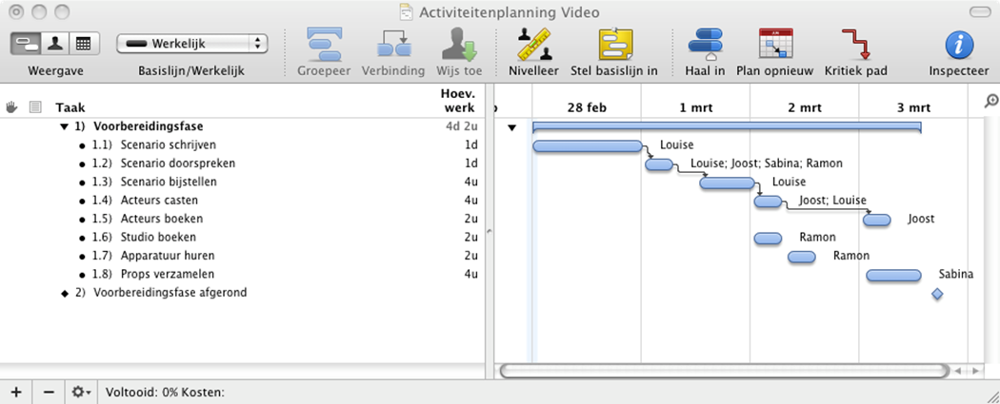 Activiteitenplanning Video
Werkelijk
Weergave Basislijn/Werkelijk Groepeer Verbinding Wijs toe Nivelleer Stel basislijn in Haal in Plan opnieuw Kritiek pad Inspecteer
Taak Hoev. werk 28 feb 1 mrt 2 mrt 3 mrt
1) Voorbereidingsfase 4d 2u
1.1) Scenario schrijven 1d Louise
1.2) Scenario doorspreken 1d Louise; Joost; Sabina; Ramon
1.3) Scenario bijstellen 4u Louise
1.4) Acteurs casten 4u Joost; Louise
1.5) Acteurs boeken 2u Joost
1.6) Studio boeken 2u Ramon
1.7) Apparatuur huren 2u Ramon
1.8) Props verzamelen 4u Sabina
2) Voorbereidingsfase afgerond
Voltooid: 0% Kosten: